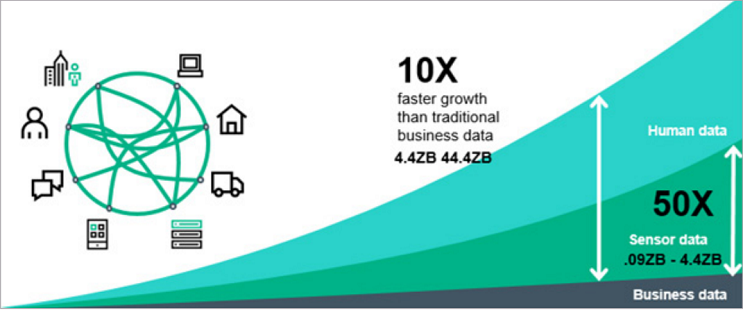 10X
faster growth
than traditional
business data
4.4ZB 44.4ZB
Human data
50X
Sensor data
.09ZB - 4.4ZB
Business data